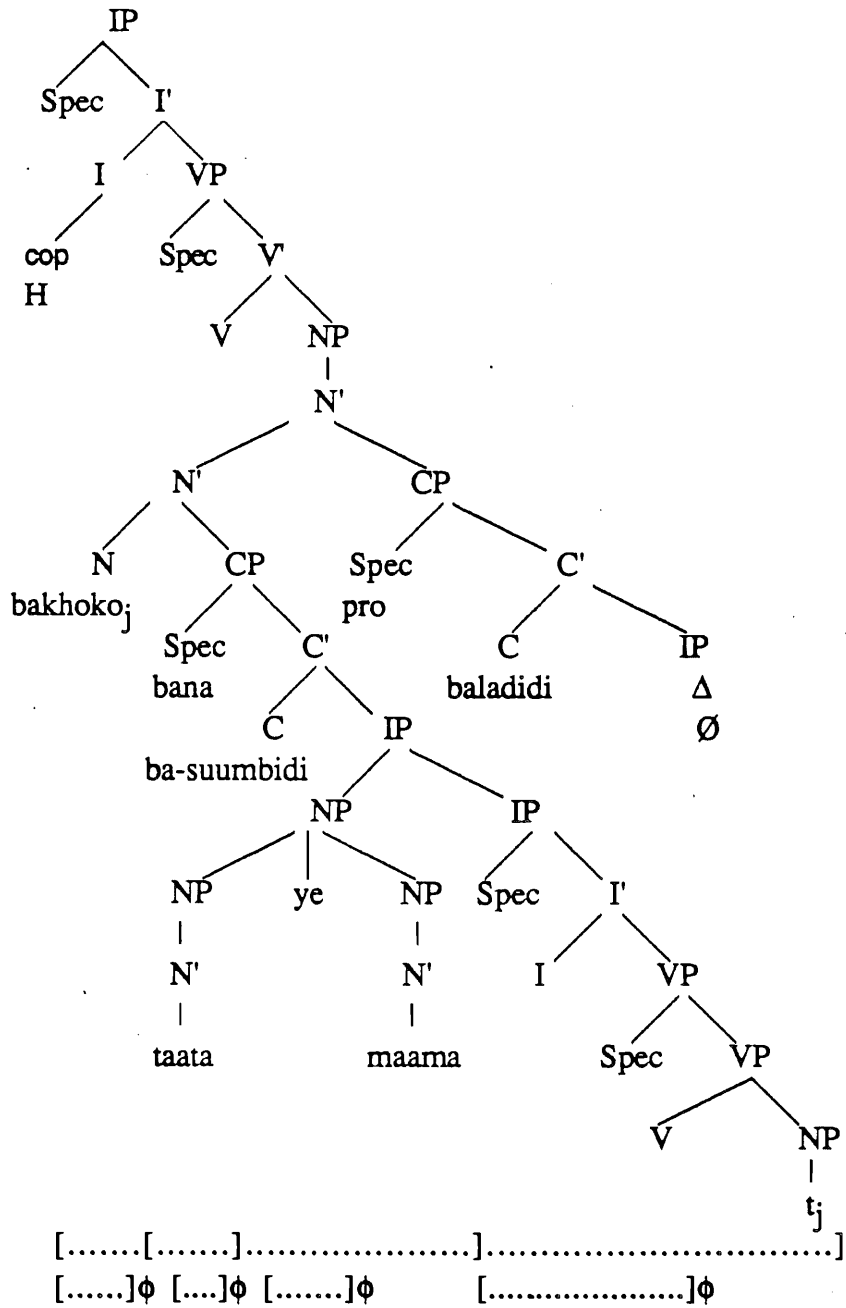 IP
Spec I'
I VP
cop Spec V'
H
V NP
N'
N' CP
N CP Spec C'
bakhokoj pro
Spec C' C IP
bana baladidi Δ
C IP Ø
ba-suumbidi
NP IP
NP ye NP Spec I'
N' N' I VP
taata maama Spec VP
V NP
tj
[.......[.......].......................]...................................]
[......]ϕ [....]ϕ [.......]ϕ [......................]ϕ